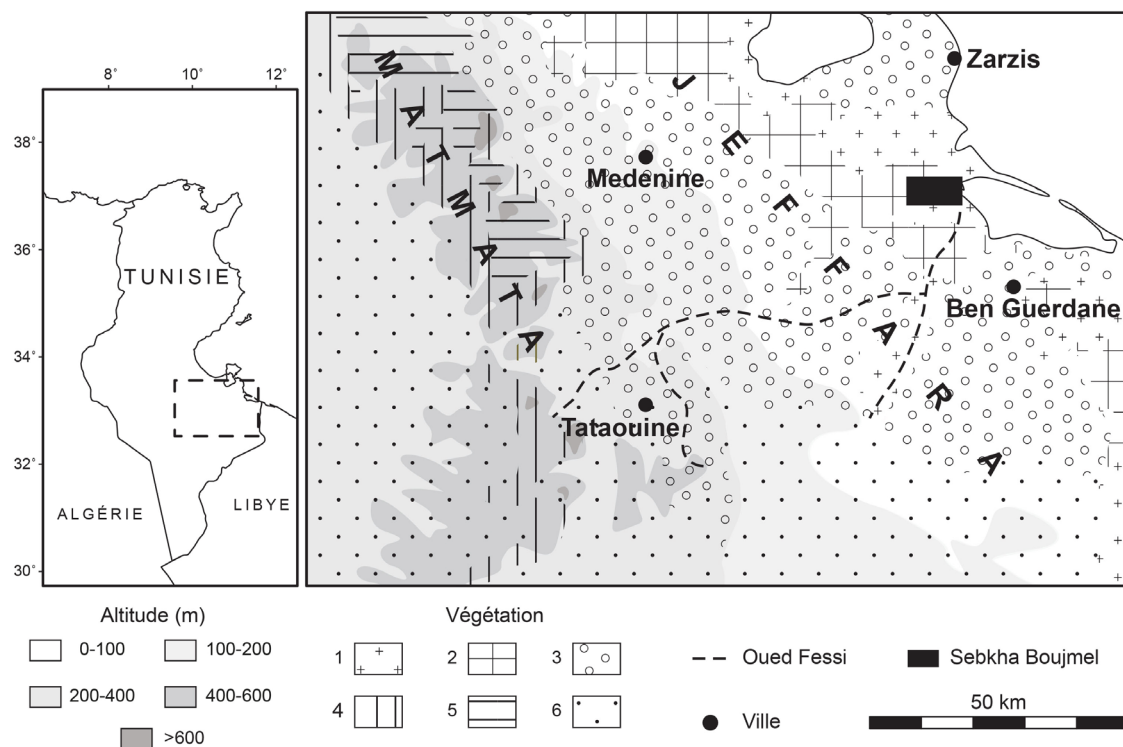 8° 10° 12°
38°
36°
34°
32°
30°
TUNISIE
ALGÉRIE
LIBYE
MATMATA
JEFFARA
Zarzis
Medenine
Ben Guerdane
Tataouine
Altitude (m)
0-100
100-200
200-400
400-600
>600
Végétation
1
2
3
4
5
6
Oued Fessi
Sebkha Boujmel
Ville
50 km